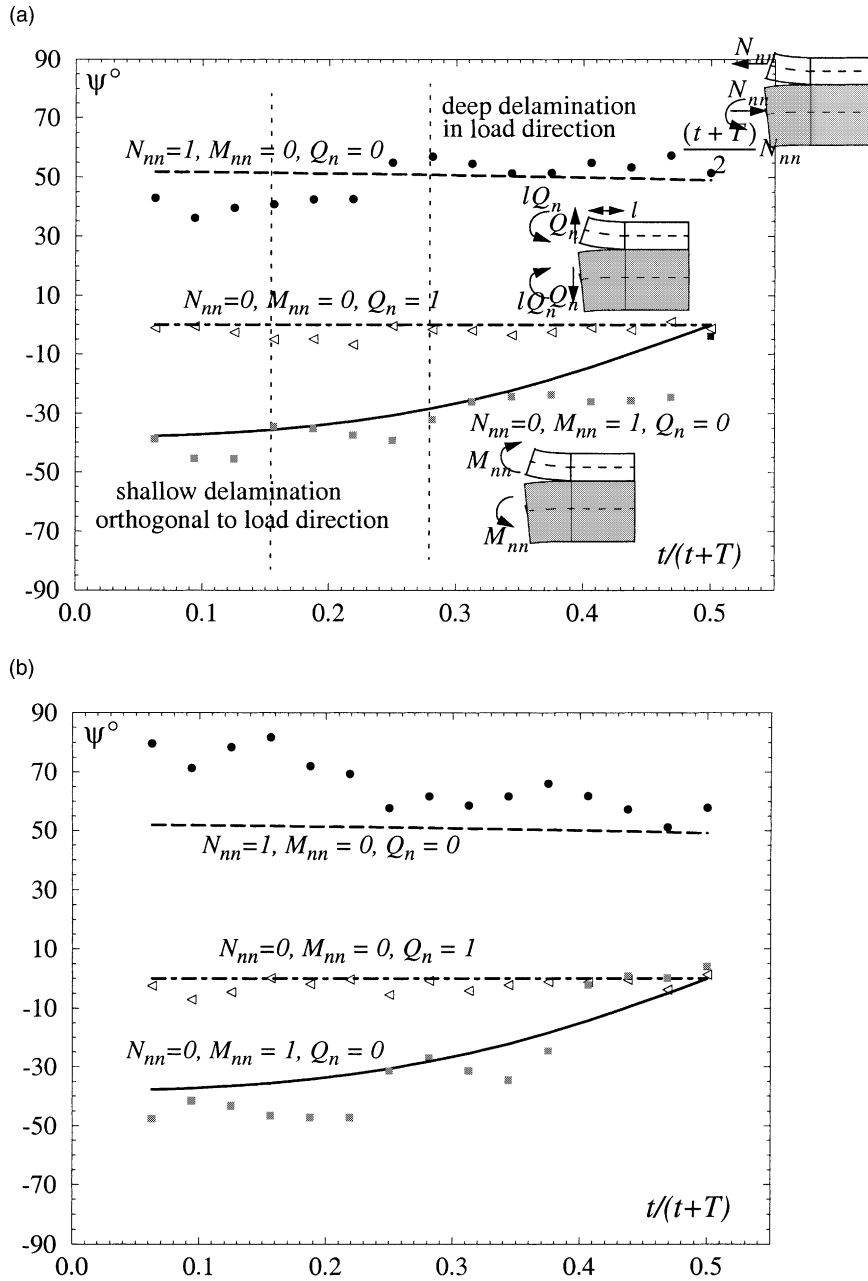 (a)
90
70
50
30
10
-10
-30
-50
-70
-90
ψ°
N_nn=1, M_nn = 0, Q_n = 0
deep delamination
in load direction
N_nn
N_nn
(t + T)/2 N_nn
lQ_n
Q_n
l
lQ_n
Q_n
N_nn=0, M_nn = 0, Q_n = 1
N_nn=0, M_nn = 1, Q_n = 0
M_nn
M_nn
shallow delamination
orthogonal to load direction
t/(t+T)
0.0 0.1 0.2 0.3 0.4 0.5
(b)
90
70
50
30
10
-10
-30
-50
-70
-90
ψ°
N_nn=1, M_nn = 0, Q_n = 0
N_nn=0, M_nn = 0, Q_n = 1
N_nn=0, M_nn = 1, Q_n = 0
t/(t+T)
0.0 0.1 0.2 0.3 0.4 0.5